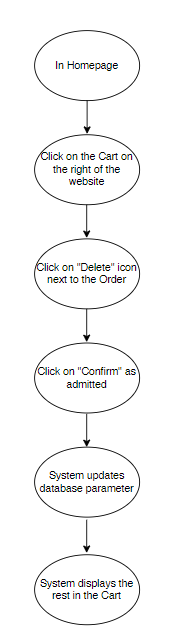 In Homepage
Click on the Cart on
the right of the
website
Click on "Delete" icon
next to the Order
Click on "Confirm" as
admitted
System updates
database parameter
System displays the
rest in the Cart